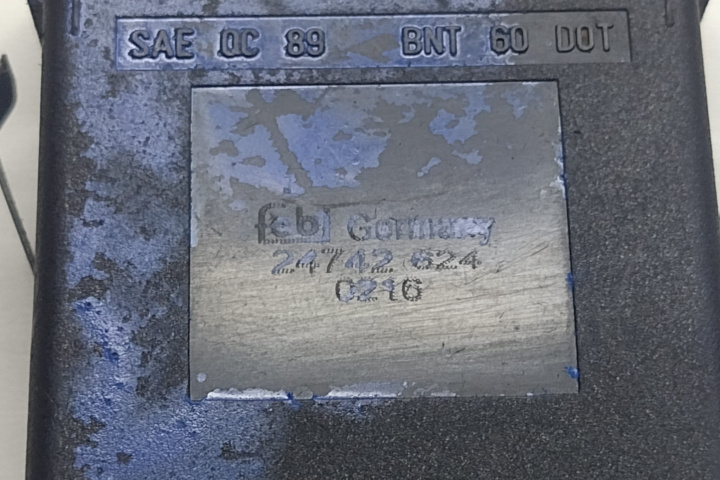 SAE QC 89 BNT 60 DOT
febi Germany
24742 624
0216